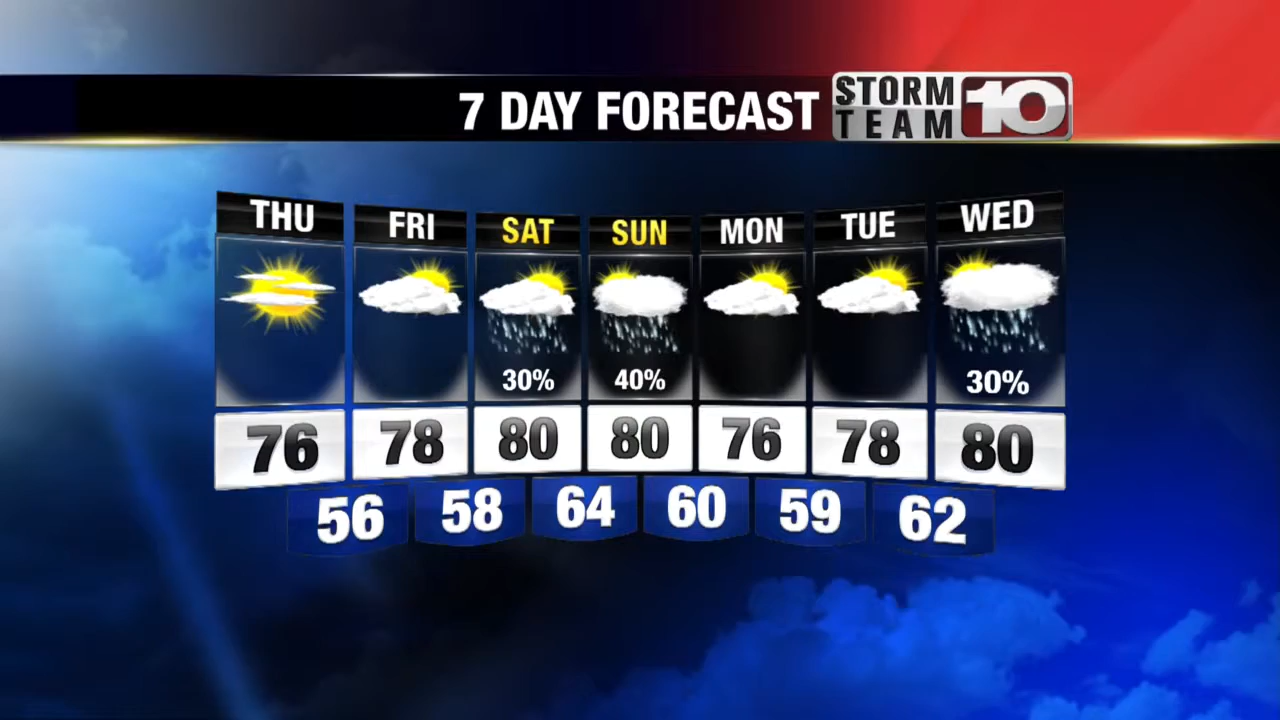 7 DAY FORECAST
STORM
TEAM
10
THU FRI SAT SUN MON TUE WED
30% 40% 30%
76 78 80 80 76 78 80
56 58 64 60 59 62